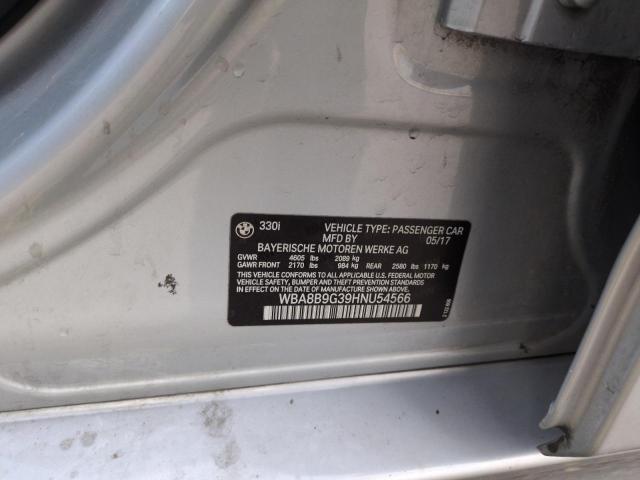 330i VEHICLE TYPE: PASSENGER CAR
MFD BY 05/17
BAYERISCHE MOTOREN WERKE AG
GVWR 4605 lbs 2089 kg
GAWR FRONT 2170 lbs 984 kg REAR 2580 lbs 1170 kg
THIS VEHICLE CONFORMS TO ALL APPLICABLE U.S. FEDERAL MOTOR
VEHICLE SAFETY, BUMPER, AND THEFT PREVENTION STANDARDS
IN EFFECT ON THE DATE OF MANUFACTURE SHOWN ABOVE.
WBA8B9G39HNU54566